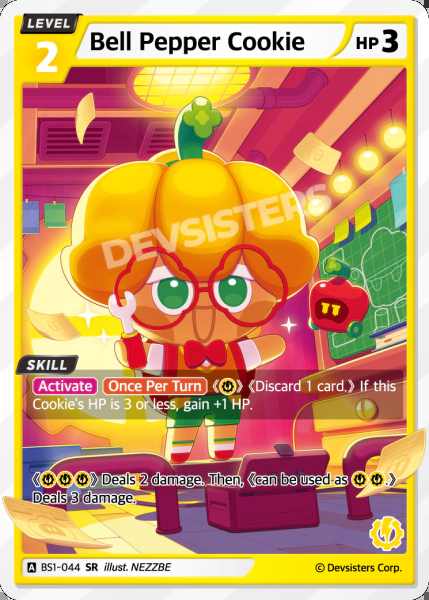 LEVEL
2
Bell Pepper Cookie
HP 3
DEVSISTERS
SKILL
Activate Once Per Turn 《》 《Discard 1 card.》 If this
Cookie's HP is 3 or less, gain +1 HP.
《》 Deals 2 damage. Then, 《can be used as .》
Deals 3 damage.
A BS1-044 SR illust. NEZZBE
© Devsisters Corp.